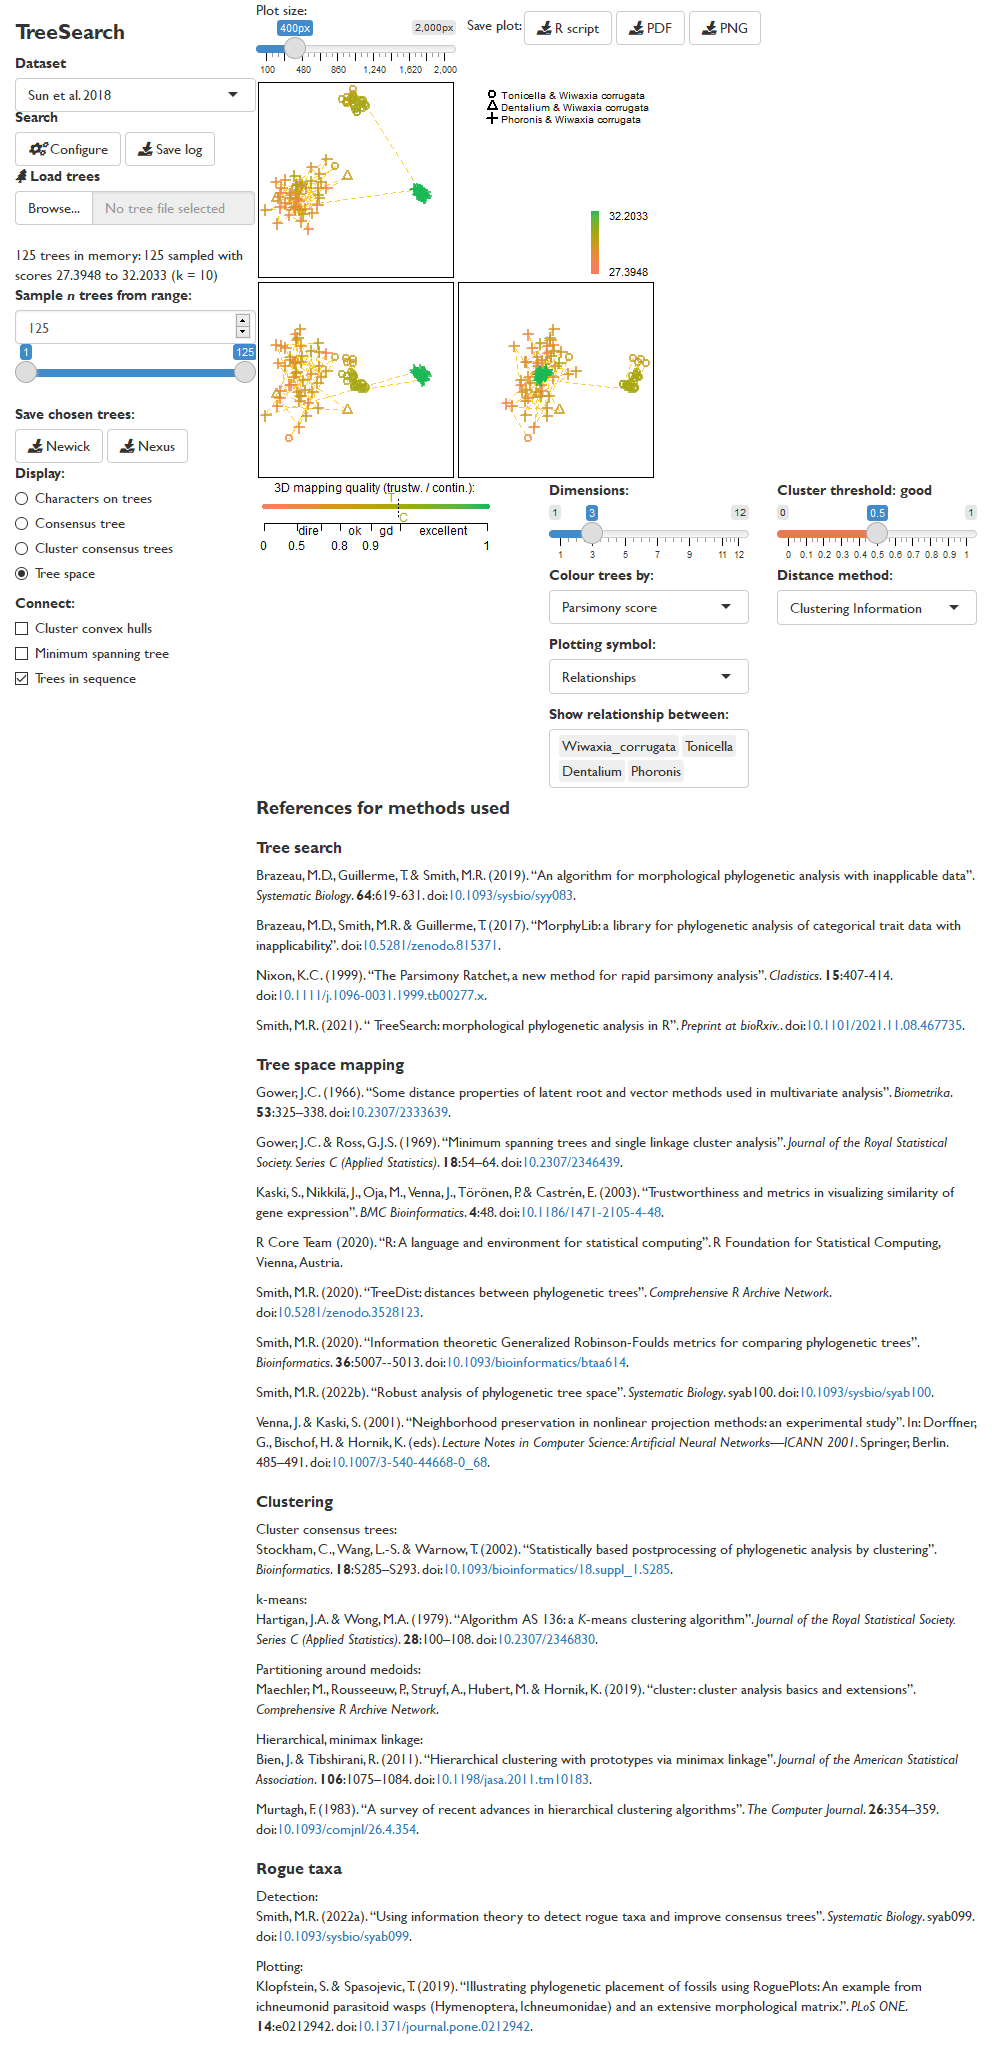 TreeSearch
Dataset
Sun et al. 2018
Search
Configure
Save log
Load trees
Browse...
No tree file selected
125 trees in memory: 125 sampled with
scores 27.3948 to 32.2033 (k = 10)
Sample n trees from range:
125
1
125
Save chosen trees:
Newick
Nexus
Display:
Characters on trees
Consensus tree
Cluster consensus trees
Tree space
Connect:
Cluster convex hulls
Minimum spanning tree
Trees in sequence
Plot size:
400px
2,000px
100 480 860 1,240 1,620 2,000
Save plot:
R script
PDF
PNG
Tonicella & Wiwaxia corrugata
Dentalium & Wiwaxia corrugata
Phoronis & Wiwaxia corrugata
32.2033
27.3948
3D mapping quality (trustw. / contin.):
T
C
dire ok gd excellent
0 0.5 0.8 0.9 1
Dimensions:
1 3 12
1 3 5 7 9 11 12
Colour trees by:
Parsimony score
Plotting symbol:
Relationships
Show relationship between:
Wiwaxia_corrugata Tonicella
Dentalium Phoronis
Cluster threshold: good
0 0.5 1
0 0.1 0.2 0.3 0.4 0.5 0.6 0.7 0.8 0.9 1
Distance method:
Clustering Information
References for methods used
Tree search
Brazeau, M.D., Guillerme, T. & Smith, M.R. (2019). “An algorithm for morphological phylogenetic analysis with inapplicable data”.
Systematic Biology. 64:619-631. doi:10.1093/sysbio/syy083.
Brazeau, M.D., Smith, M.R. & Guillerme, T. (2017). “MorphyLib: a library for phylogenetic analysis of categorical trait data with
inapplicability.”. doi:10.5281/zenodo.815371.
Nixon, K.C. (1999). “The Parsimony Ratchet, a new method for rapid parsimony analysis”. Cladistics. 15:407-414.
doi:10.1111/j.1096-0031.1999.tb00277.x.
Smith, M.R. (2021). “ TreeSearch: morphological phylogenetic analysis in R”. Preprint at bioRxiv.. doi:10.1101/2021.11.08.467735.
Tree space mapping
Gower, J.C. (1966). “Some distance properties of latent root and vector methods used in multivariate analysis”. Biometrika.
53:325–338. doi:10.2307/2333639.
Gower, J.C. & Ross, G.J.S. (1969). “Minimum spanning trees and single linkage cluster analysis”. Journal of the Royal Statistical
Society. Series C (Applied Statistics). 18:54–64. doi:10.2307/2346439.
Kaski, S., Nikkilä, J., Oja, M., Venna, J., Törönen, P. & Castrén, E. (2003). “Trustworthiness and metrics in visualizing similarity of
gene expression”. BMC Bioinformatics. 4:48. doi:10.1186/1471-2105-4-48.
R Core Team (2020). “R: A language and environment for statistical computing”. R Foundation for Statistical Computing,
Vienna, Austria.
Smith, M.R. (2020). “TreeDist: distances between phylogenetic trees”. Comprehensive R Archive Network.
doi:10.5281/zenodo.3528123.
Smith, M.R. (2020). “Information theoretic Generalized Robinson-Foulds metrics for comparing phylogenetic trees”.
Bioinformatics. 36:5007--5013. doi:10.1093/bioinformatics/btaa614.
Smith, M.R. (2022b). “Robust analysis of phylogenetic tree space”. Systematic Biology. syab100. doi:10.1093/sysbio/syab100.
Venna, J. & Kaski, S. (2001). “Neighborhood preservation in nonlinear projection methods: an experimental study”. In: Dorffner,
G., Bischof, H. & Hornik, K. (eds). Lecture Notes in Computer Science: Artificial Neural Networks—ICANN 2001. Springer, Berlin.
485–491. doi:10.1007/3-540-44668-0_68.
Clustering
Cluster consensus trees:
Stockham, C., Wang, L.-S. & Warnow, T. (2002). “Statistically based postprocessing of phylogenetic analysis by clustering”.
Bioinformatics. 18:S285–S293. doi:10.1093/bioinformatics/18.suppl_1.S285.
k-means:
Hartigan, J.A. & Wong, M.A. (1979). “Algorithm AS 136: a K-means clustering algorithm”. Journal of the Royal Statistical Society.
Series C (Applied Statistics). 28:100–108. doi:10.2307/2346830.
Partitioning around medoids:
Maechler, M., Rousseeuw, P., Struyf, A., Hubert, M. & Hornik, K. (2019). “cluster: cluster analysis basics and extensions”.
Comprehensive R Archive Network.
Hierarchical, minimax linkage:
Bien, J. & Tibshirani, R. (2011). “Hierarchical clustering with prototypes via minimax linkage”. Journal of the American Statistical
Association. 106:1075–1084. doi:10.1198/jasa.2011.tm10183.
Murtagh, F. (1983). “A survey of recent advances in hierarchical clustering algorithms”. The Computer Journal. 26:354–359.
doi:10.1093/comjnl/26.4.354.
Rogue taxa
Detection:
Smith, M.R. (2022a). “Using information theory to detect rogue taxa and improve consensus trees”. Systematic Biology. syab099.
doi:10.1093/sysbio/syab099.
Plotting:
Klopfstein, S. & Spasojevic, T. (2019). “Illustrating phylogenetic placement of fossils using RoguePlots: An example from
ichneumonid parasitoid wasps (Hymenoptera, Ichneumonidae) and an extensive morphological matrix.”. PLoS ONE.
14:e0212942. doi:10.1371/journal.pone.0212942.